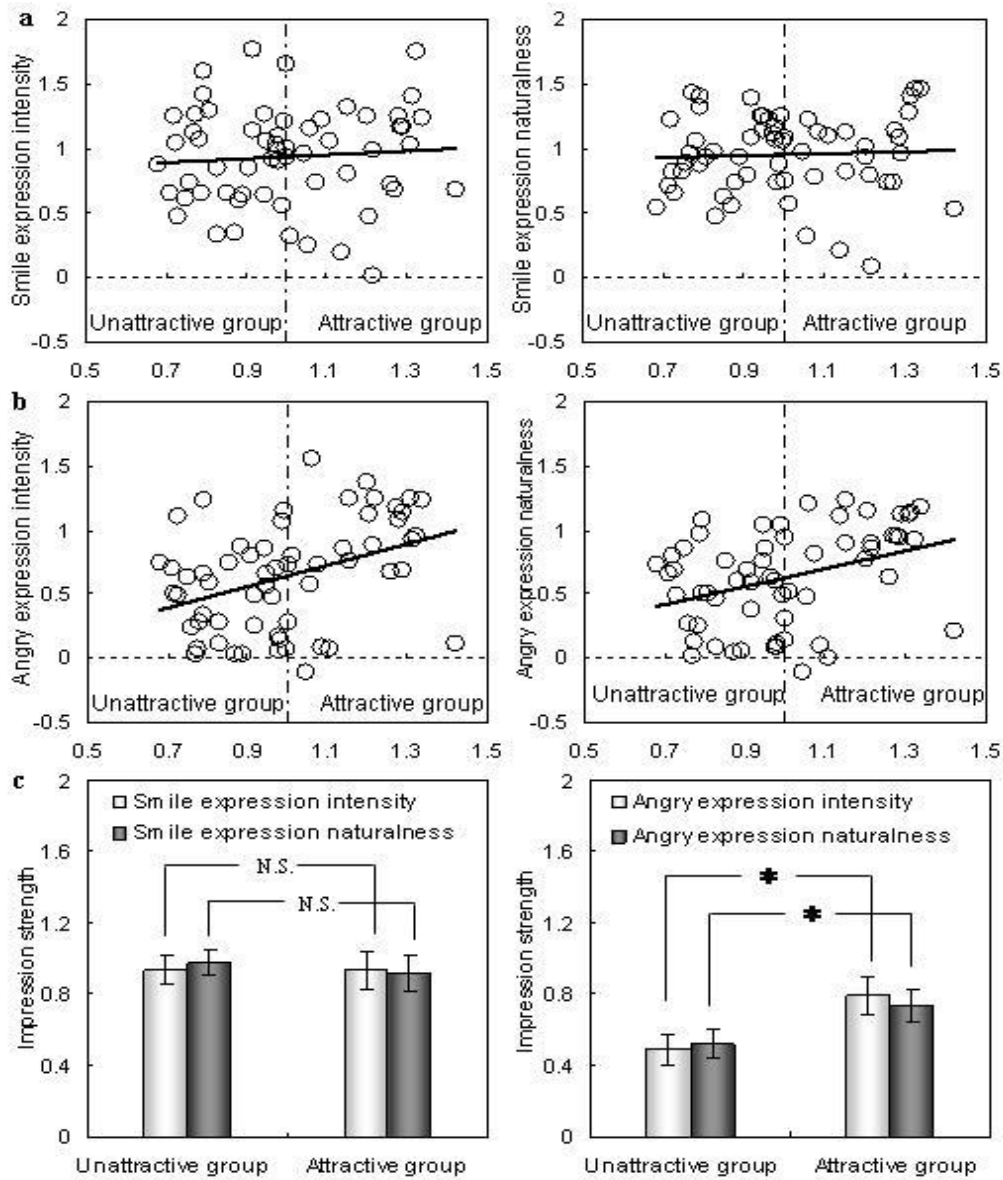 a
2
1.5
1
0.5
0
-0.5
Smile expression intensity
Unattractive group
Attractive group
0.5 0.7 0.9 1.1 1.3 1.5
2
1.5
1
0.5
0
-0.5
Smile expression naturalness
Unattractive group
Attractive group
0.5 0.7 0.9 1.1 1.3 1.5
b
2
1.5
1
0.5
0
-0.5
Angry expression intensity
Unattractive group
Attractive group
0.5 0.7 0.9 1.1 1.3 1.5
2
1.5
1
0.5
0
-0.5
Angry expression naturalness
Unattractive group
Attractive group
0.5 0.7 0.9 1.1 1.3 1.5
c
2
1.6
1.2
0.8
0.4
0
Impression strength
Smile expression intensity
Smile expression naturalness
N.S.
N.S.
Unattractive group Attractive group
2
1.6
1.2
0.8
0.4
0
Impression strength
Angry expression intensity
Angry expression naturalness
*
*
Unattractive group Attractive group